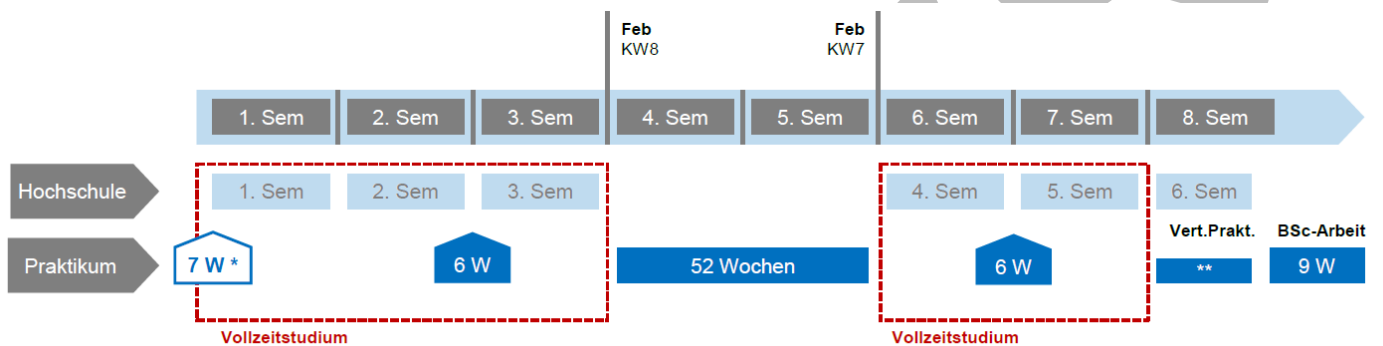 Feb Feb
KW8 KW7
1. Sem 2. Sem 3. Sem 4. Sem 5. Sem 6. Sem 7. Sem 8. Sem
Hochschule 1. Sem 2. Sem 3. Sem 4. Sem 5. Sem 6. Sem
Vert.Prakt. BSc-Arbeit
Praktikum 7 W * 6 W 52 Wochen 6 W ** 9 W
Vollzeitstudium Vollzeitstudium